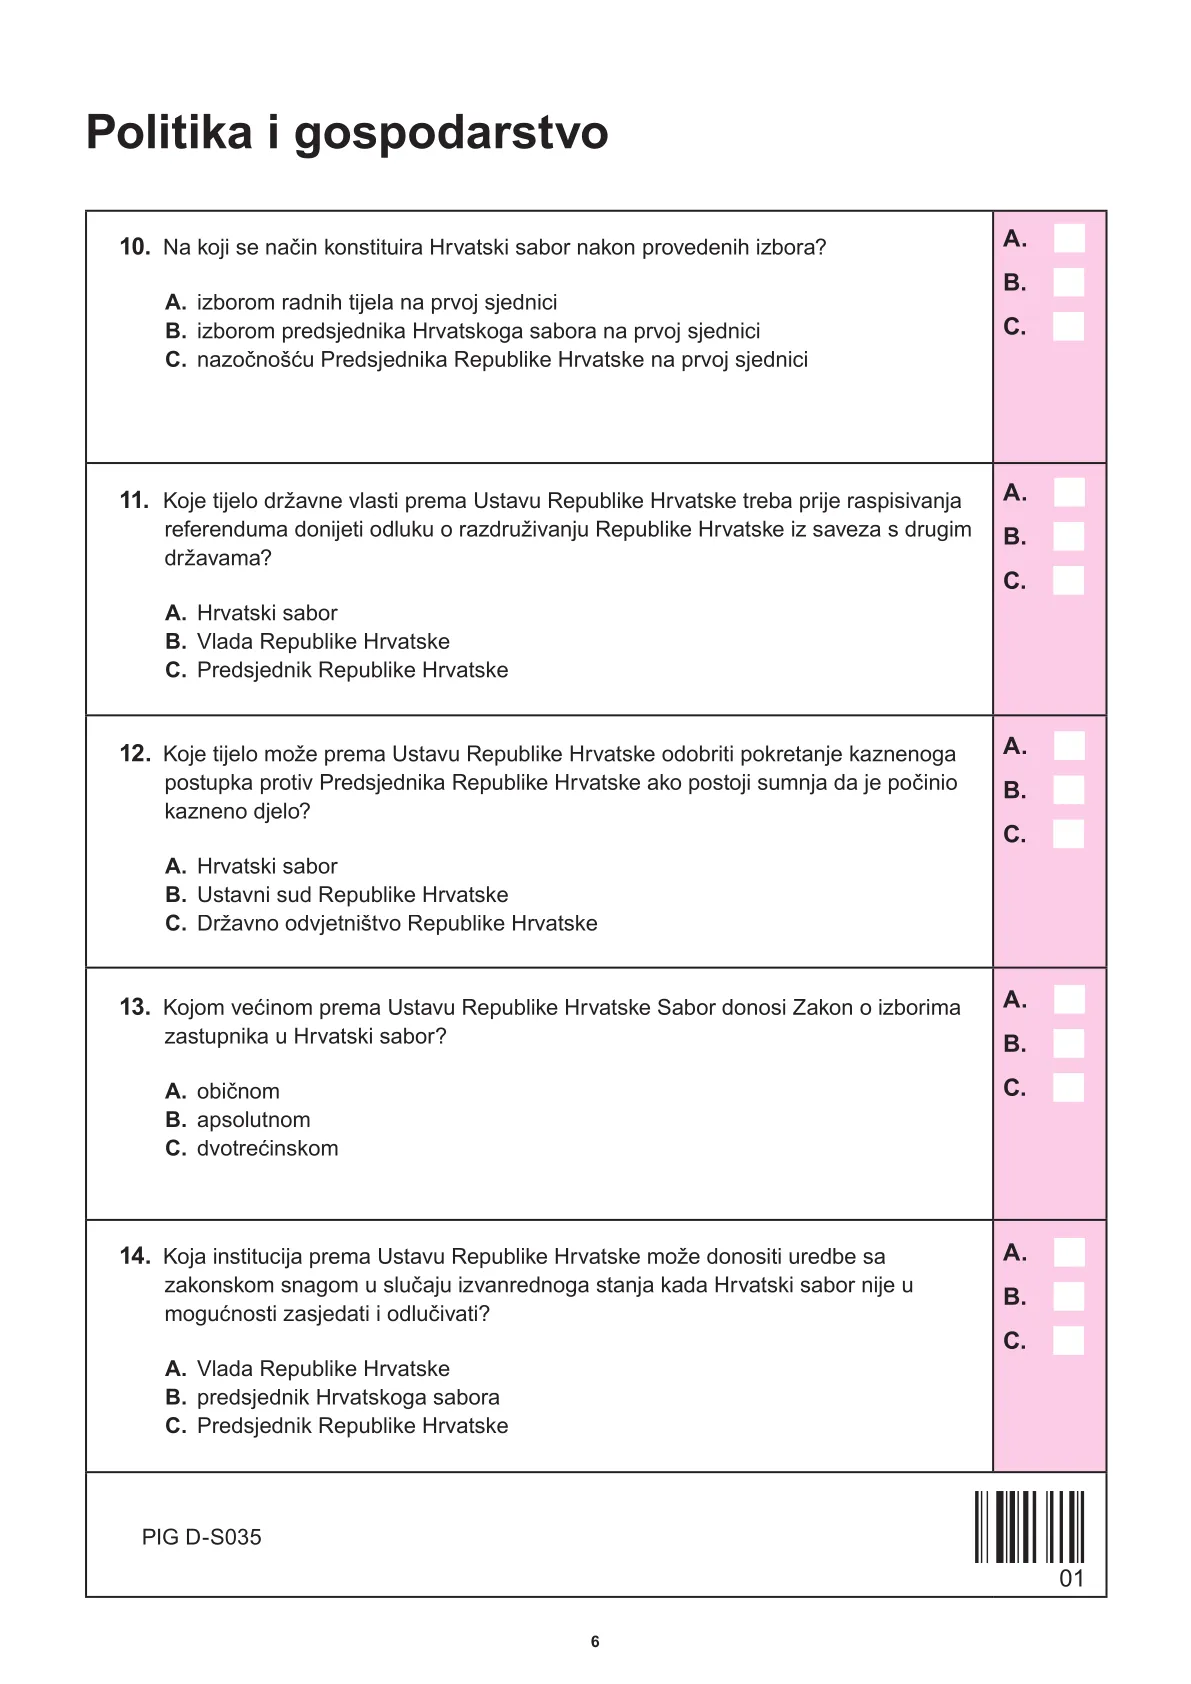 Politika i gospodarstvo
10. Na koji se način konstituira Hrvatski sabor nakon provedenih izbora?
A. izborom radnih tijela na prvoj sjednici
B. izborom predsjednika Hrvatskoga sabora na prvoj sjednici
C. nazočnošću Predsjednika Republike Hrvatske na prvoj sjednici
A.
B.
C.
11. Koje tijelo državne vlasti prema Ustavu Republike Hrvatske treba prije raspisivanja
referenduma donijeti odluku o razdruživanju Republike Hrvatske iz saveza s drugim
državama?
A. Hrvatski sabor
B. Vlada Republike Hrvatske
C. Predsjednik Republike Hrvatske
A.
B.
C.
12. Koje tijelo može prema Ustavu Republike Hrvatske odobriti pokretanje kaznenoga
postupka protiv Predsjednika Republike Hrvatske ako postoji sumnja da je počinio
kazneno djelo?
A. Hrvatski sabor
B. Ustavni sud Republike Hrvatske
C. Državno odvjetništvo Republike Hrvatske
A.
B.
C.
13. Kojom većinom prema Ustavu Republike Hrvatske Sabor donosi Zakon o izborima
zastupnika u Hrvatski sabor?
A. običnom
B. apsolutnom
C. dvotrećinskom
A.
B.
C.
14. Koja institucija prema Ustavu Republike Hrvatske može donositi uredbe sa
zakonskom snagom u slučaju izvanrednoga stanja kada Hrvatski sabor nije u
mogućnosti zasjedati i odlučivati?
A. Vlada Republike Hrvatske
B. predsjednik Hrvatskoga sabora
C. Predsjednik Republike Hrvatske
A.
B.
C.
PIG D-S035
01
6